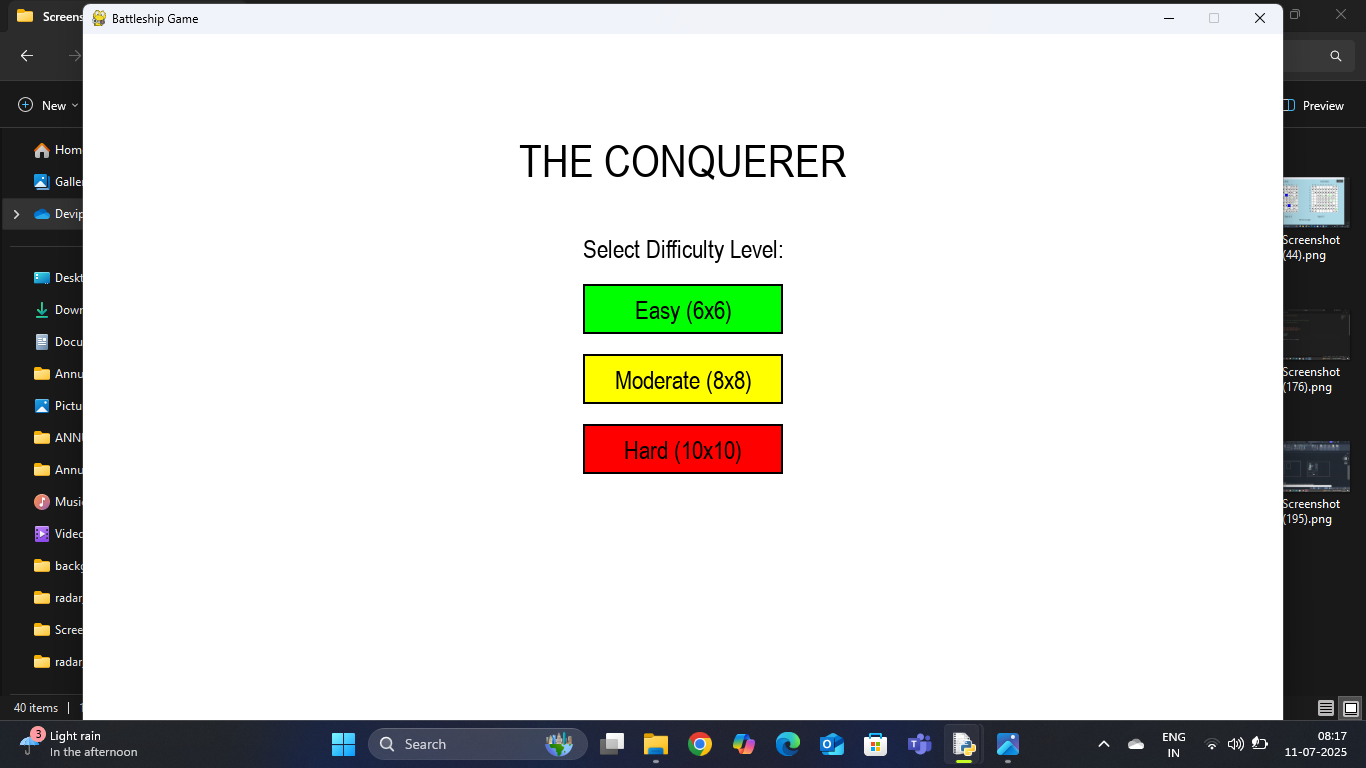 Screens
Battleship Game
New
Preview
Hom
Galle
Devip
Deskt
Down
Docu
Annu
Pictu
ANNU
Annu
Music
Videc
backg
radar
Scree
radar
THE CONQUERER
Select Difficulty Level:
Easy (6x6)
Moderate (8x8)
Hard (10x10)
Screenshot
(44).png
Screenshot
(176).png
Screenshot
(195).png
40 items
3
Light rain
In the afternoon
Search
ENG
IN
08:17
11-07-2025